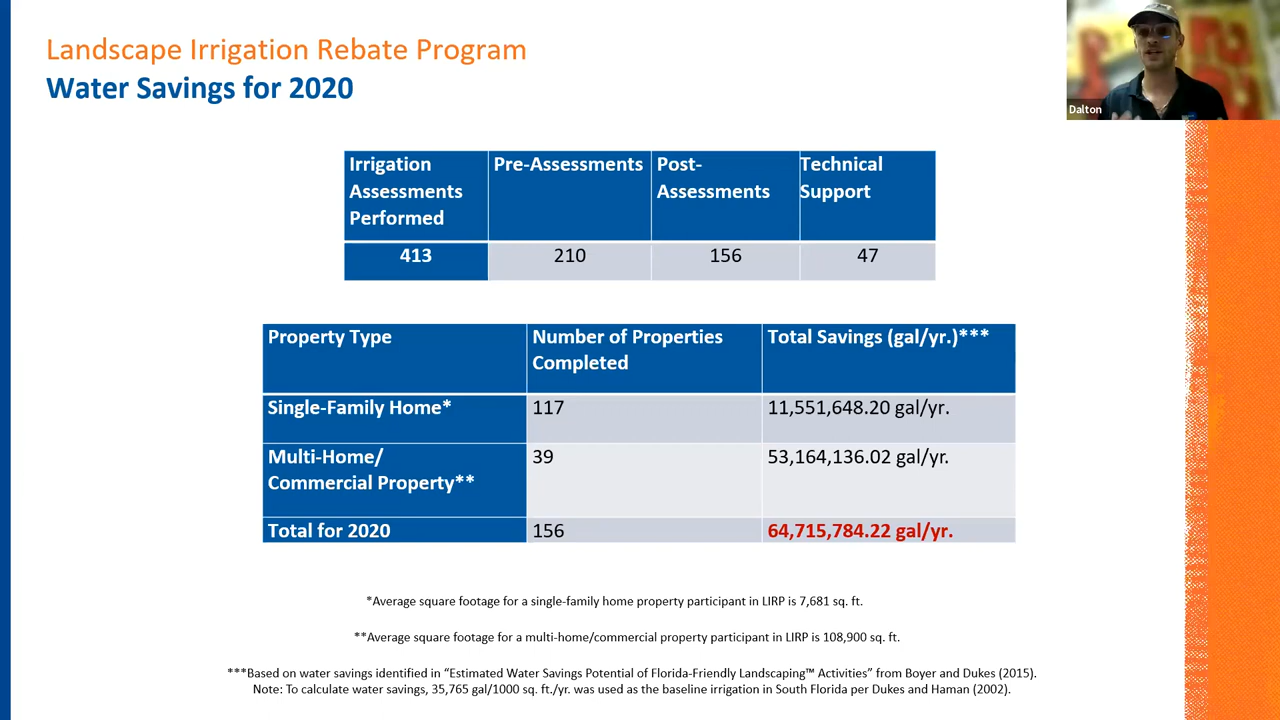 Landscape Irrigation Rebate Program
Water Savings for 2020
Dalton
Irrigation
Assessments
Performed
Pre-Assessments
Post-
Assessments
Technical
Support
413
210
156
47
Property Type
Number of Properties
Completed
Total Savings (gal/yr.)***
Single-Family Home*
117
11,551,648.20 gal/yr.
Multi-Home/
Commercial Property**
39
53,164,136.02 gal/yr.
Total for 2020
156
64,715,784.22 gal/yr.
*Average square footage for a single-family home property participant in LIRP is 7,681 sq. ft.
**Average square footage for a multi-home/commercial property participant in LIRP is 108,900 sq. ft.
***Based on water savings identified in “Estimated Water Savings Potential of Florida-Friendly Landscaping™ Activities” from Boyer and Dukes (2015).
Note: To calculate water savings, 35,765 gal/1000 sq. ft./yr. was used as the baseline irrigation in South Florida per Dukes and Haman (2002).